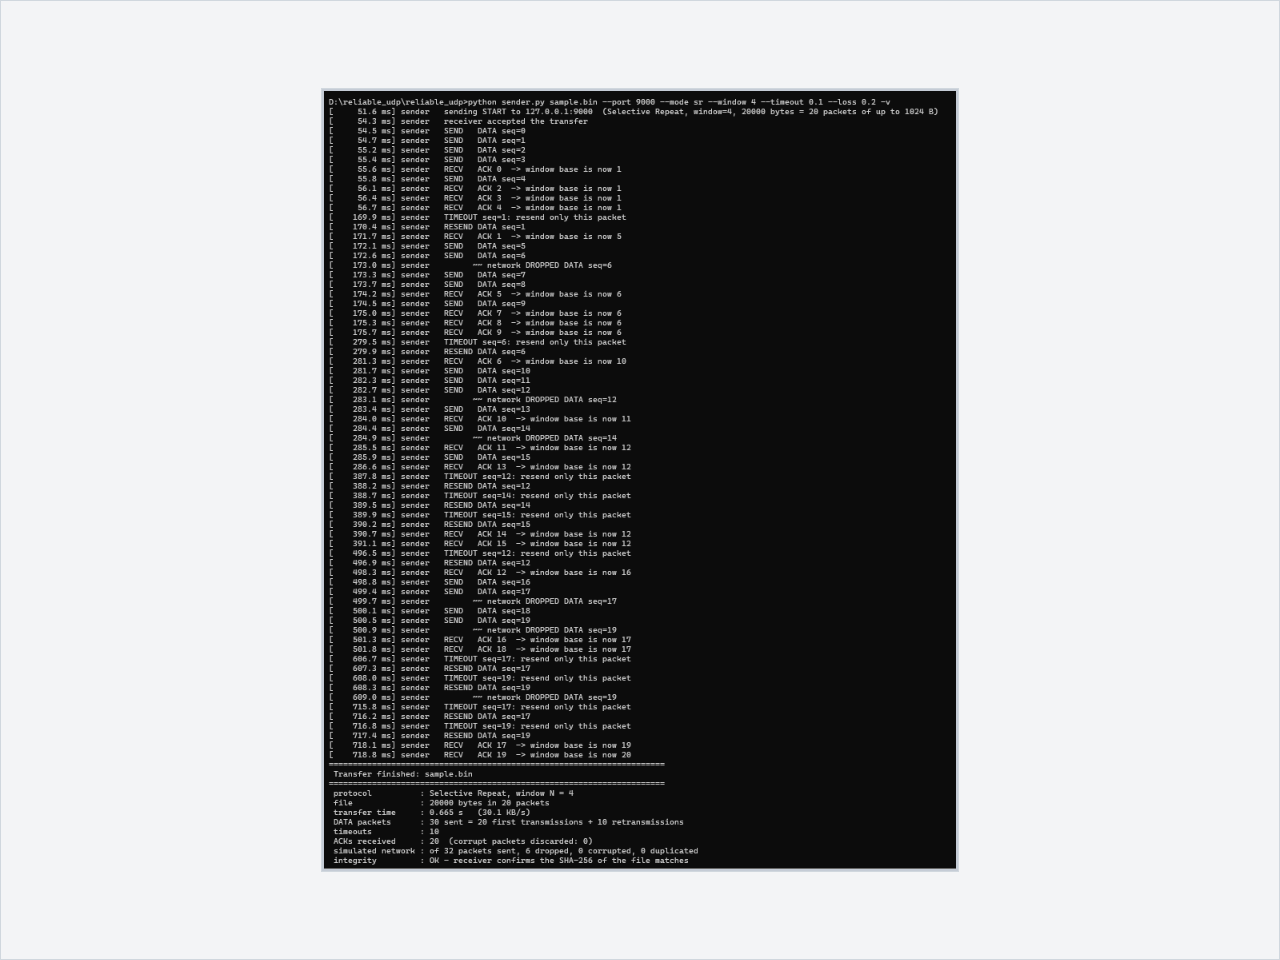 D:\reliable_udp\reliable_udp>python sender.py sample.bin --port 9000 --mode sr --window 4 --timeout 0.1 --loss 0.2 -v
[     51.6 ms] sender   sending START to 127.0.0.1:9000  (Selective Repeat, window=4, 20000 bytes = 20 packets of up to 1024 B)
[     54.3 ms] sender   receiver accepted the transfer
[     54.5 ms] sender   SEND   DATA seq=0
[     54.7 ms] sender   SEND   DATA seq=1
[     55.2 ms] sender   SEND   DATA seq=2
[     55.4 ms] sender   SEND   DATA seq=3
[     55.6 ms] sender   RECV   ACK 0  -> window base is now 1
[     55.8 ms] sender   SEND   DATA seq=4
[     56.1 ms] sender   RECV   ACK 2  -> window base is now 1
[     56.4 ms] sender   RECV   ACK 3  -> window base is now 1
[     56.7 ms] sender   RECV   ACK 4  -> window base is now 1
[    169.9 ms] sender   TIMEOUT seq=1: resend only this packet
[    170.4 ms] sender   RESEND DATA seq=1
[    171.7 ms] sender   RECV   ACK 1  -> window base is now 5
[    172.1 ms] sender   SEND   DATA seq=5
[    172.6 ms] sender   SEND   DATA seq=6
[    173.0 ms] sender         ~~ network DROPPED DATA seq=6
[    173.3 ms] sender   SEND   DATA seq=7
[    173.7 ms] sender   SEND   DATA seq=8
[    174.2 ms] sender   RECV   ACK 5  -> window base is now 6
[    174.5 ms] sender   SEND   DATA seq=9
[    175.0 ms] sender   RECV   ACK 7  -> window base is now 6
[    175.3 ms] sender   RECV   ACK 8  -> window base is now 6
[    175.7 ms] sender   RECV   ACK 9  -> window base is now 6
[    279.5 ms] sender   TIMEOUT seq=6: resend only this packet
[    279.9 ms] sender   RESEND DATA seq=6
[    281.3 ms] sender   RECV   ACK 6  -> window base is now 10
[    281.7 ms] sender   SEND   DATA seq=10
[    282.3 ms] sender   SEND   DATA seq=11
[    282.7 ms] sender   SEND   DATA seq=12
[    283.1 ms] sender         ~~ network DROPPED DATA seq=12
[    283.4 ms] sender   SEND   DATA seq=13
[    284.0 ms] sender   RECV   ACK 10  -> window base is now 11
[    284.4 ms] sender   SEND   DATA seq=14
[    284.9 ms] sender         ~~ network DROPPED DATA seq=14
[    285.5 ms] sender   RECV   ACK 11  -> window base is now 12
[    285.9 ms] sender   SEND   DATA seq=15
[    286.6 ms] sender   RECV   ACK 13  -> window base is now 12
[    387.8 ms] sender   TIMEOUT seq=12: resend only this packet
[    388.2 ms] sender   RESEND DATA seq=12
[    388.7 ms] sender   TIMEOUT seq=14: resend only this packet
[    389.5 ms] sender   RESEND DATA seq=14
[    389.9 ms] sender   TIMEOUT seq=15: resend only this packet
[    390.2 ms] sender   RESEND DATA seq=15
[    390.7 ms] sender   RECV   ACK 14  -> window base is now 12
[    391.1 ms] sender   RECV   ACK 15  -> window base is now 12
[    496.5 ms] sender   TIMEOUT seq=12: resend only this packet
[    496.9 ms] sender   RESEND DATA seq=12
[    498.3 ms] sender   RECV   ACK 12  -> window base is now 16
[    498.8 ms] sender   SEND   DATA seq=16
[    499.4 ms] sender   SEND   DATA seq=17
[    499.7 ms] sender         ~~ network DROPPED DATA seq=17
[    500.1 ms] sender   SEND   DATA seq=18
[    500.5 ms] sender   SEND   DATA seq=19
[    500.9 ms] sender         ~~ network DROPPED DATA seq=19
[    501.3 ms] sender   RECV   ACK 16  -> window base is now 17
[    501.8 ms] sender   RECV   ACK 18  -> window base is now 17
[    606.7 ms] sender   TIMEOUT seq=17: resend only this packet
[    607.3 ms] sender   RESEND DATA seq=17
[    608.0 ms] sender   TIMEOUT seq=19: resend only this packet
[    608.3 ms] sender   RESEND DATA seq=19
[    609.0 ms] sender         ~~ network DROPPED DATA seq=19
[    715.8 ms] sender   TIMEOUT seq=17: resend only this packet
[    716.2 ms] sender   RESEND DATA seq=17
[    716.8 ms] sender   TIMEOUT seq=19: resend only this packet
[    717.4 ms] sender   RESEND DATA seq=19
[    718.1 ms] sender   RECV   ACK 17  -> window base is now 19
[    718.8 ms] sender   RECV   ACK 19  -> window base is now 20
======================================================================
 Transfer finished: sample.bin
======================================================================
 protocol          : Selective Repeat, window N = 4
 file              : 20000 bytes in 20 packets
 transfer time     : 0.665 s   (30.1 KB/s)
 DATA packets      : 30 sent = 20 first transmissions + 10 retransmissions
 timeouts          : 10
 ACKs received     : 20  (corrupt packets discarded: 0)
 simulated network : of 32 packets sent, 6 dropped, 0 corrupted, 0 duplicated
 integrity         : OK - receiver confirms the SHA-256 of the file matches